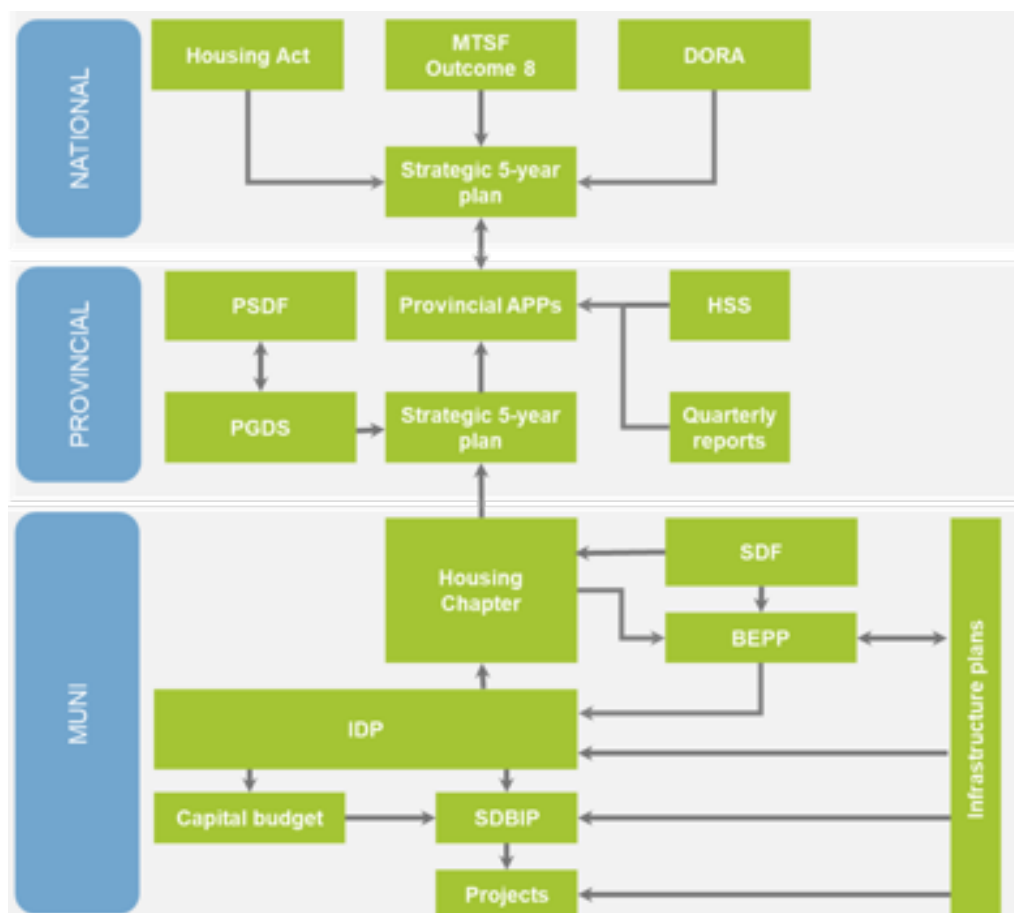 NATIONAL
Housing Act
MTSF
Outcome 8
DORA
Strategic 5-year
plan
PROVINCIAL
PSDF
Provincial APPs
HSS
PGDS
Strategic 5-year
plan
Quarterly
reports
MUNI
Housing
Chapter
SDF
BEPP
Infrastructure plans
IDP
Capital budget
SDBIP
Projects